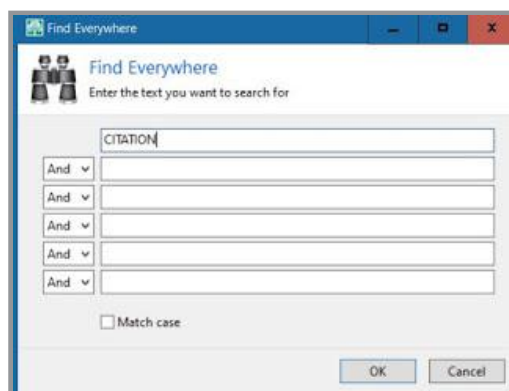 Find Everywhere
Find Everywhere
Enter the text you want to search for
CITATION
And
And
And
And
And
Match case
OK Cancel